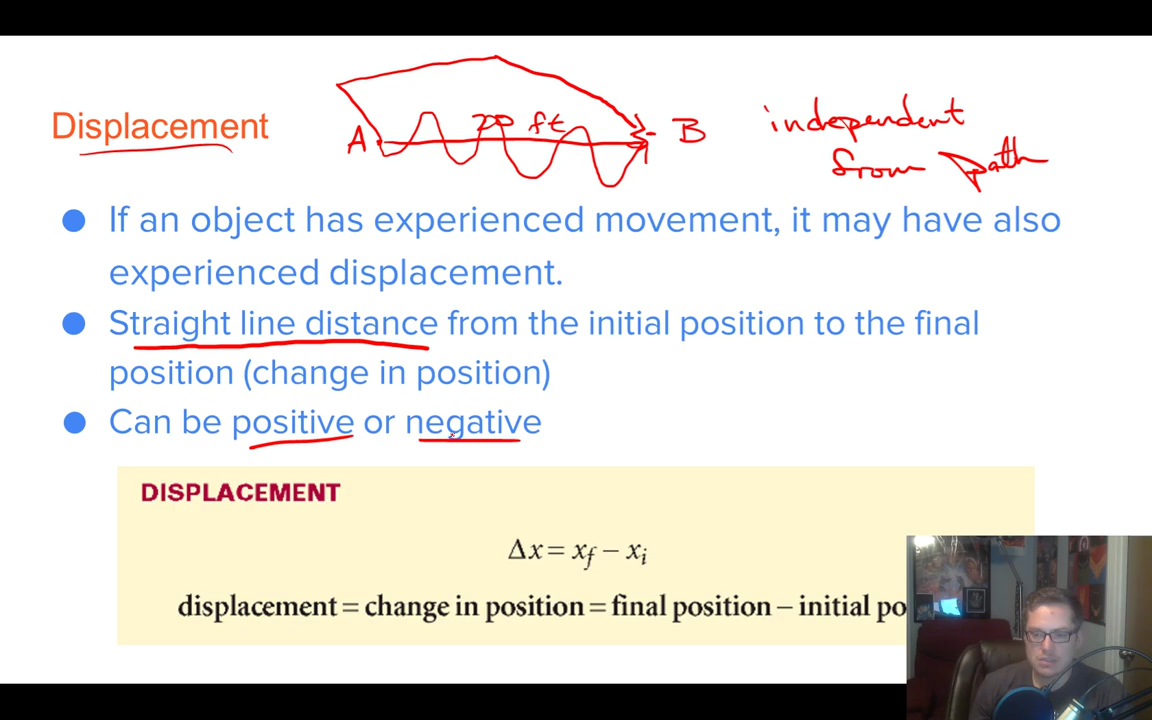 Displacement
A
ft
B
independent
from path
If an object has experienced movement, it may have also
experienced displacement.
Straight line distance from the initial position to the final
position (change in position)
Can be positive or negative
DISPLACEMENT
Δx = xf − xi
displacement = change in position = final position − initial po